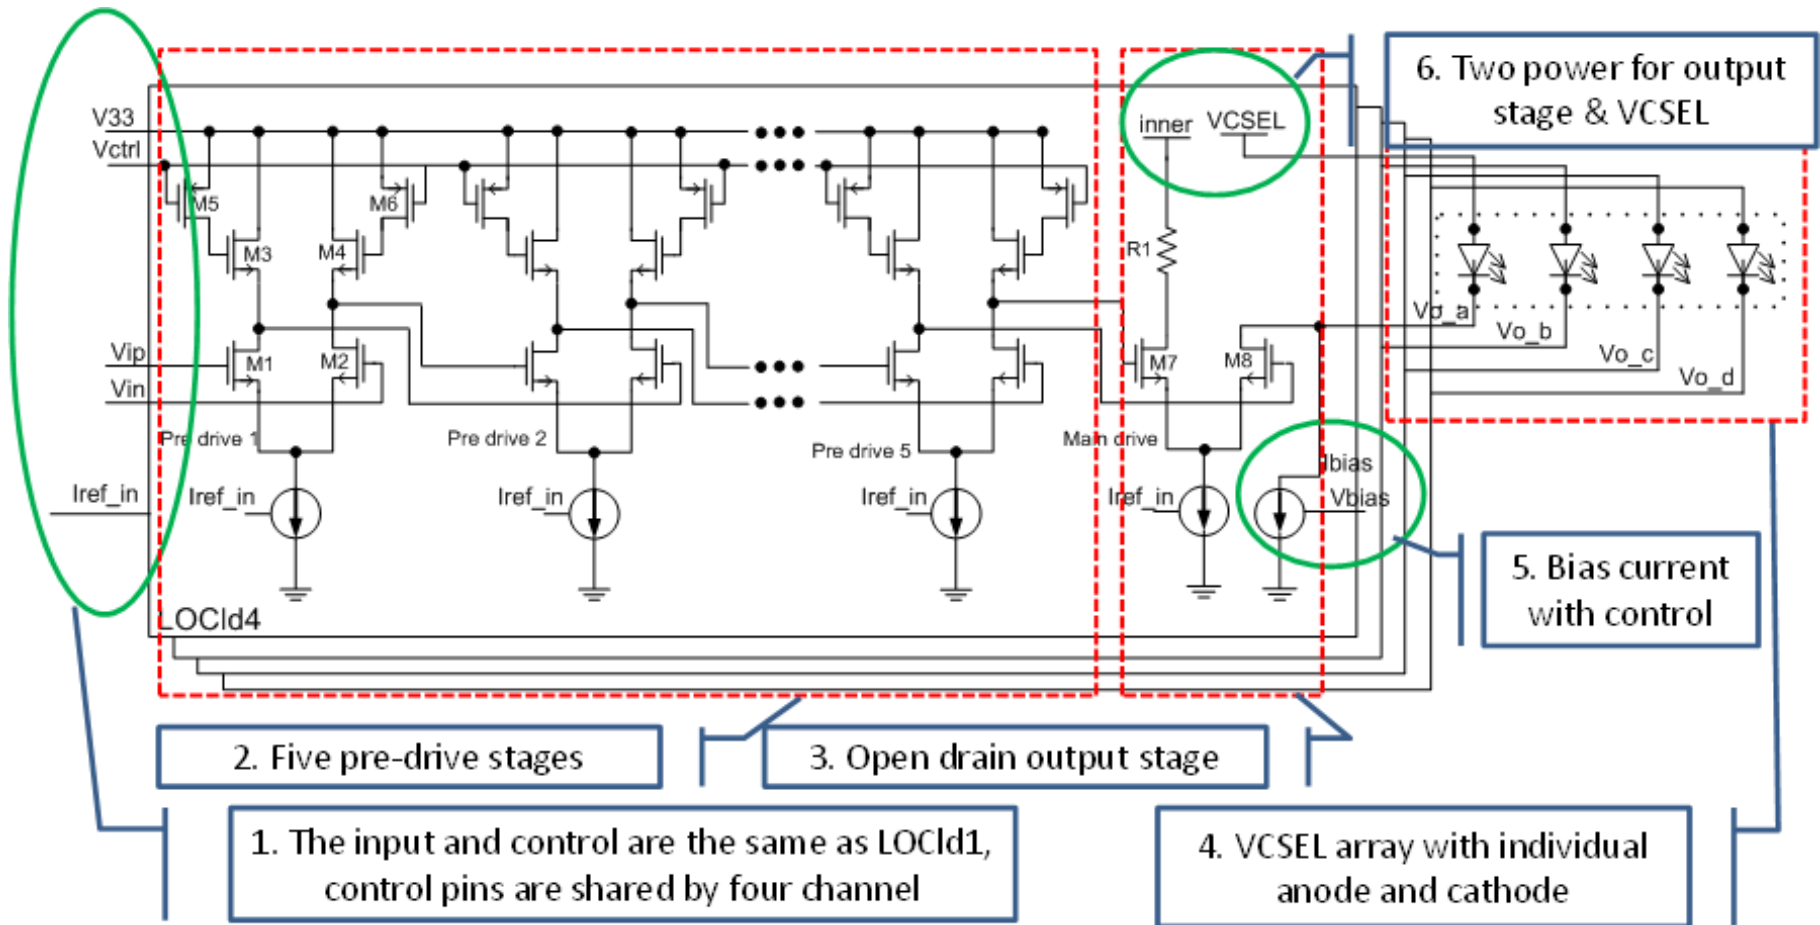 6. Two power for output
stage & VCSEL
V33
Vctrl
inner
VCSEL
M5
M6
M3
M4
R1
Vip
Vin
M1
M2
M7
M8
Vo_a
Vo_b
Vo_c
Vo_d
Pre drive 1
Pre drive 2
Pre drive 5
Main drive
Ibias
Vbias
Iref_in
Iref_in
Iref_in
Iref_in
Iref_in
5. Bias current
with control
LOCld4
2. Five pre-drive stages
3. Open drain output stage
1. The input and control are the same as LOCld1,
control pins are shared by four channel
4. VCSEL array with individual
anode and cathode